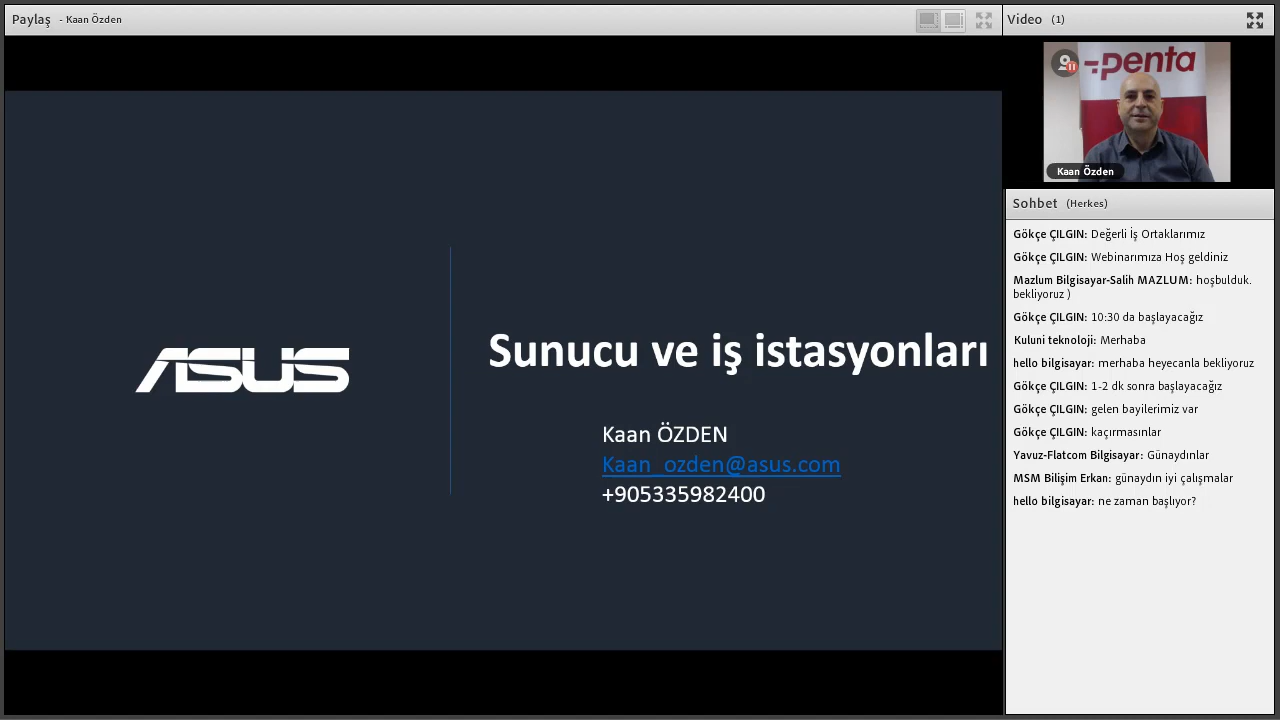 Paylaş - Kaan Özden
ASUS
Sunucu ve iş istasyonları
Kaan ÖZDEN
Kaan_ozden@asus.com
+905335982400
Video (1)
penta
Kaan Özden
Sohbet (Herkes)
Gökçe ÇILGIN: Değerli İş Ortaklarımız
Gökçe ÇILGIN: Webinarımıza Hoş geldiniz
Mazlum Bilgisayar-Salih MAZLUM: hoşbulduk.
bekliyoruz )
Gökçe ÇILGIN: 10:30 da başlayacağız
Kuluni teknoloji: Merhaba
hello bilgisayar: merhaba heyecanla bekliyoruz
Gökçe ÇILGIN: 1-2 dk sonra başlayacağız
Gökçe ÇILGIN: gelen bayilerimiz var
Gökçe ÇILGIN: kaçırmasınlar
Yavuz-Flatcom Bilgisayar: Günaydınlar
MSM Bilişim Erkan: günaydın iyi çalışmalar
hello bilgisayar: ne zaman başlıyor?